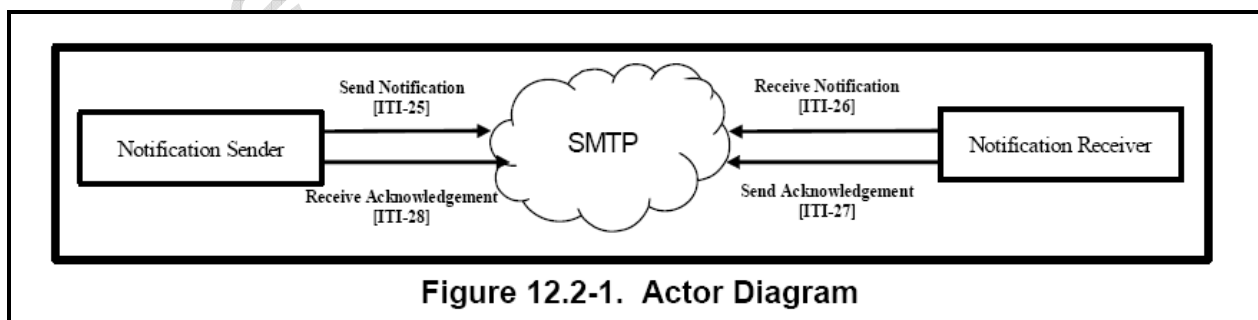 Send Notification
[ITI-25]
Receive Notification
[ITI-26]
Notification Sender
SMTP
Notification Receiver
Receive Acknowledgement
[ITI-28]
Send Acknowledgement
[ITI-27]
Figure 12.2-1. Actor Diagram